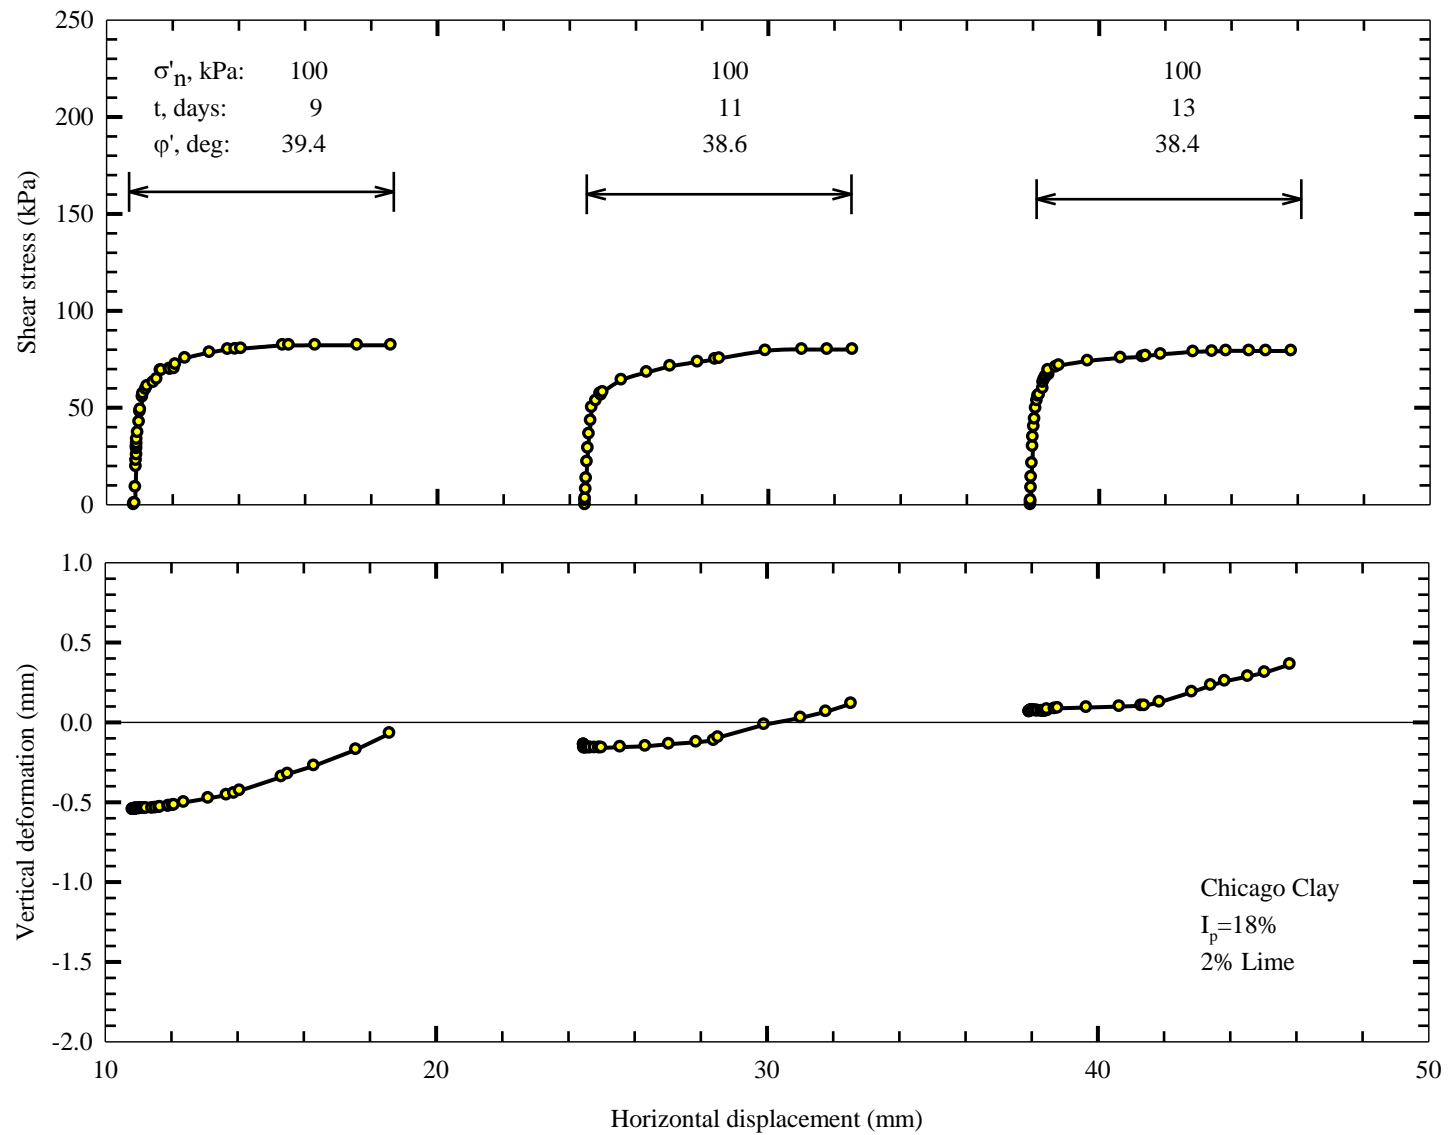 250
200
150
100
50
0
Shear stress (kPa)
σ'n, kPa: 100 100 100
t, days: 9 11 13
φ', deg: 39.4 38.6 38.4
1.0
0.5
0.0
-0.5
-1.0
-1.5
-2.0
Vertical deformation (mm)
Chicago Clay
Ip=18%
2% Lime
10 20 30 40 50
Horizontal displacement (mm)